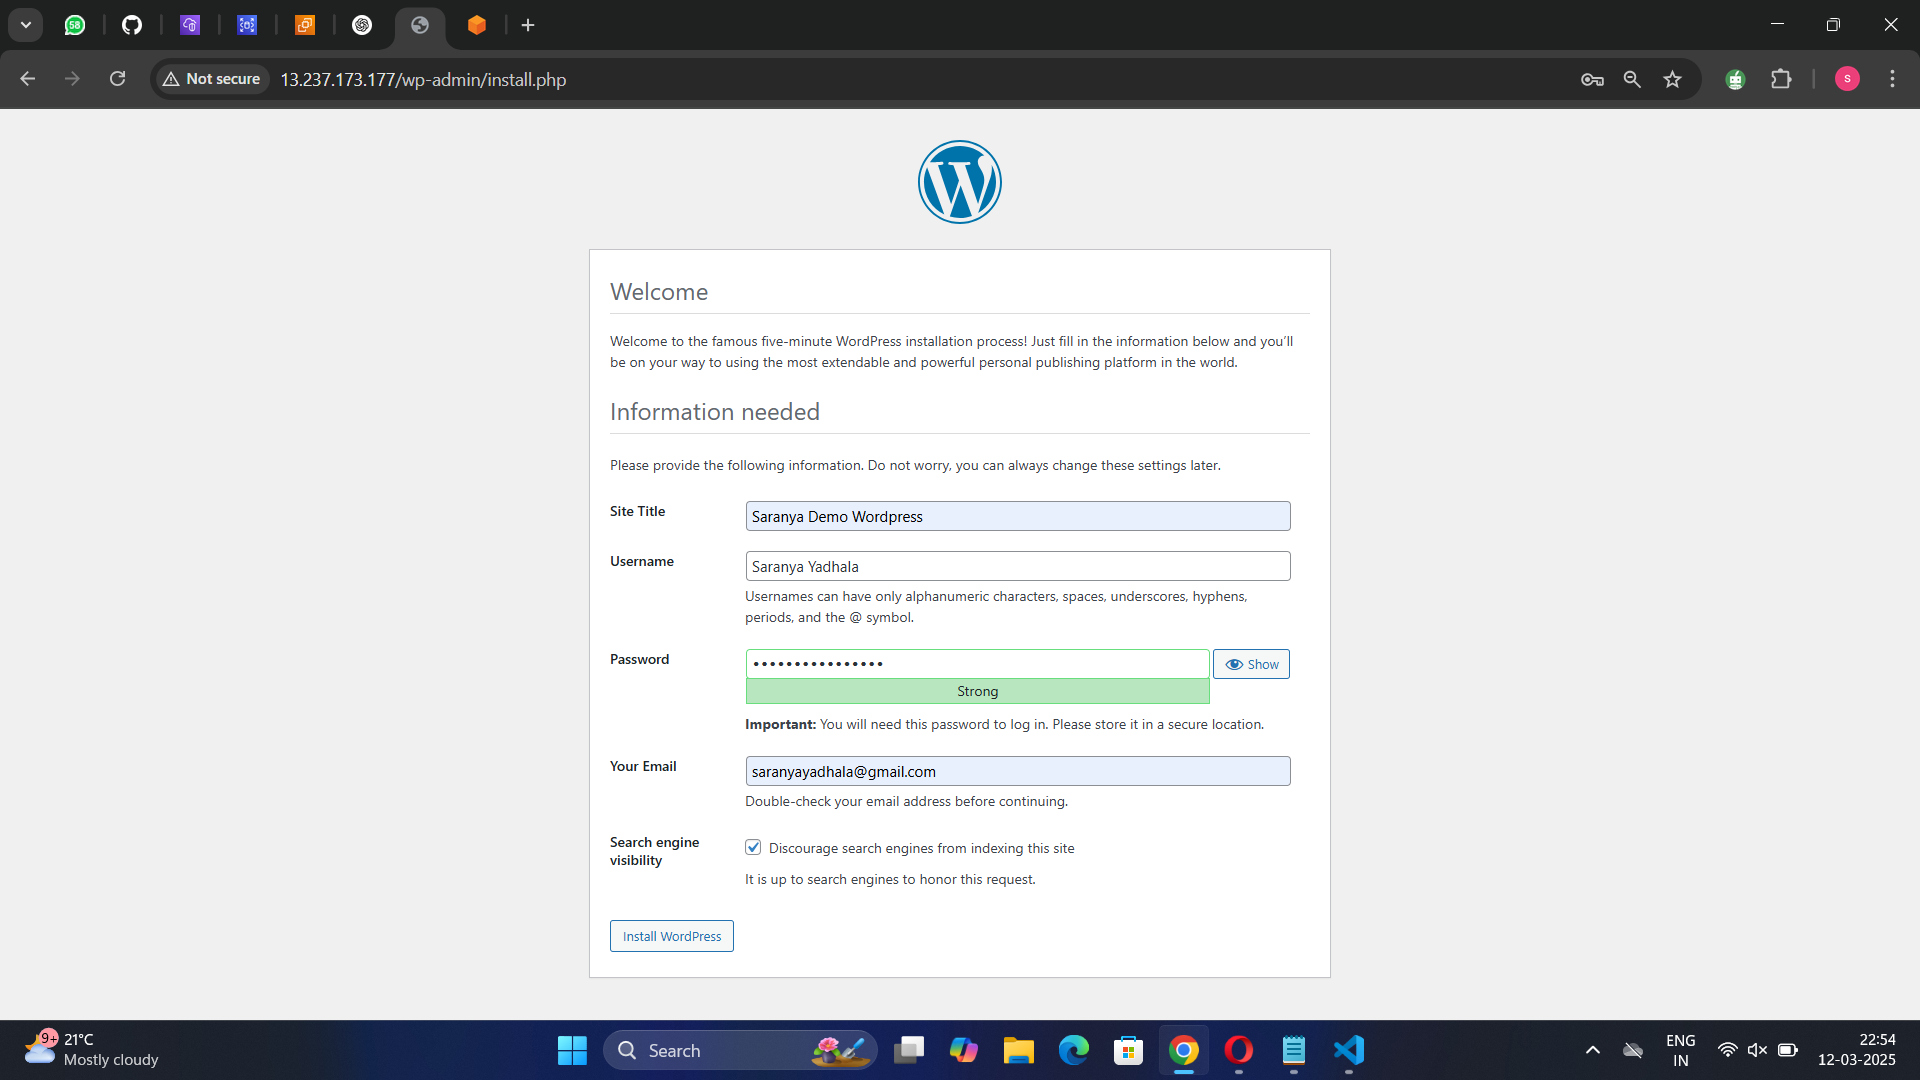 58
Not secure
13.237.173.177/wp-admin/install.php
S
W
Welcome
Welcome to the famous five-minute WordPress installation process! Just fill in the information below and you’ll
be on your way to using the most extendable and powerful personal publishing platform in the world.
Information needed
Please provide the following information. Do not worry, you can always change these settings later.
Site Title
Saranya Demo Wordpress
Username
Saranya Yadhala
Usernames can have only alphanumeric characters, spaces, underscores, hyphens,
periods, and the @ symbol.
Password
••••••••••••••••
Show
Strong
Important: You will need this password to log in. Please store it in a secure location.
Your Email
saranyayadhala@gmail.com
Double-check your email address before continuing.
Search engine
visibility
Discourage search engines from indexing this site
It is up to search engines to honor this request.
Install WordPress
9+
21°C
Mostly cloudy
Search
ENG
IN
22:54
12-03-2025